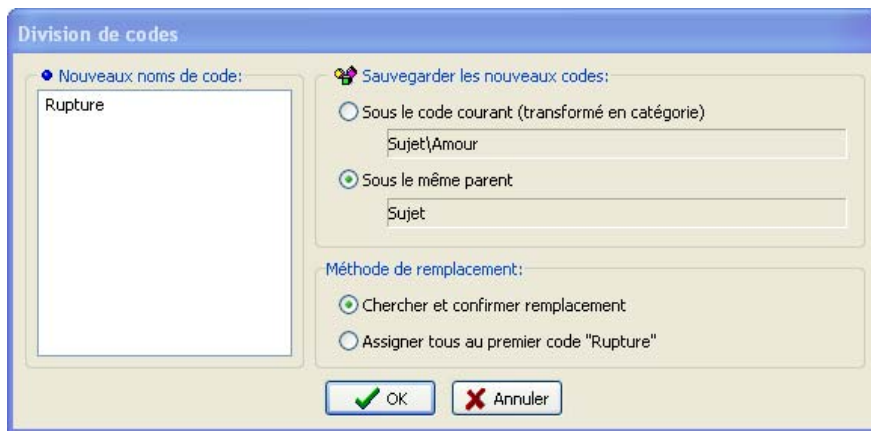 Division de codes
Nouveaux noms de code:
Rupture
Sauvegarder les nouveaux codes:
Sous le code courant (transformé en catégorie)
Sujet\Amour
Sous le même parent
Sujet
Méthode de remplacement:
Chercher et confirmer remplacement
Assigner tous au premier code "Rupture"
OK
Annuler